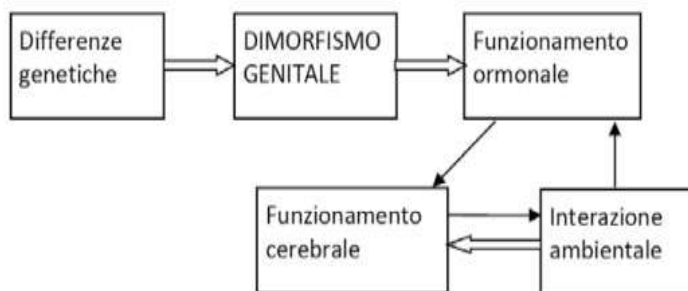 Differenze
genetiche
DIMORFISMO
GENITALE
Funzionamento
ormonale
Funzionamento
cerebrale
Interazione
ambientale